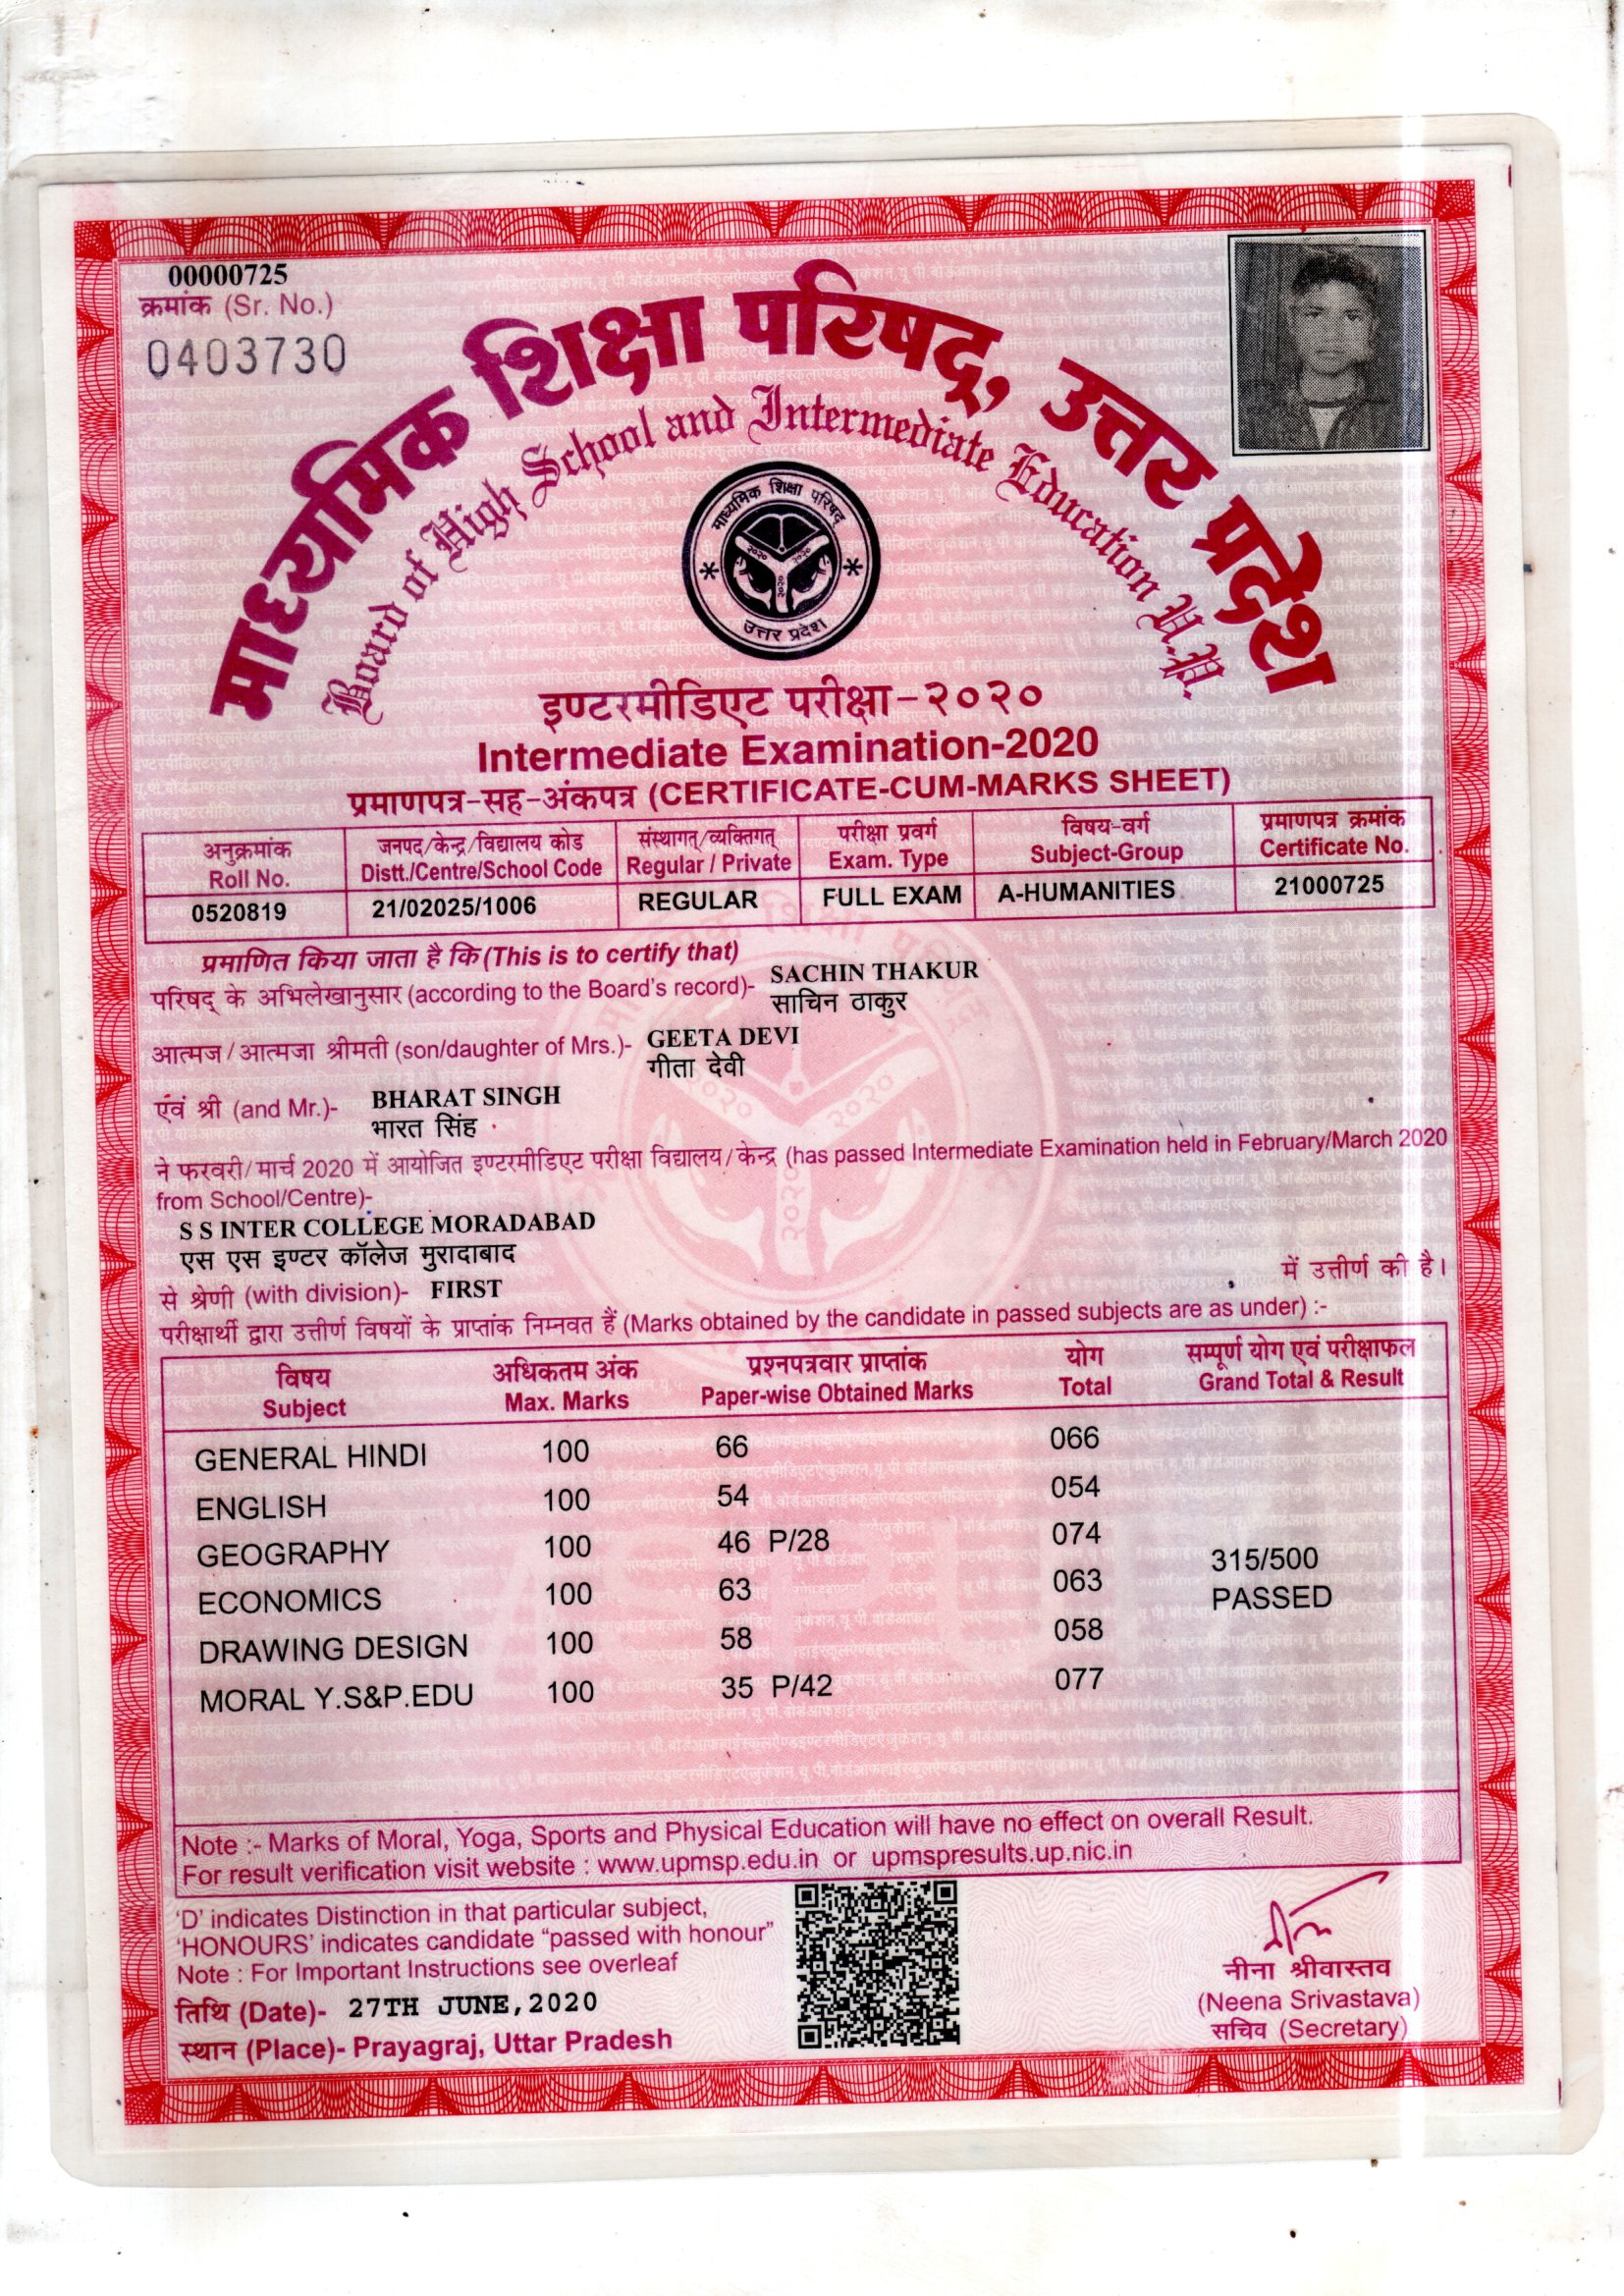 00000725
क्रमांक (Sr. No.)
0403730
माध्यमिक शिक्षा परिषद्, उत्तर प्रदेश
Board of High School and Intermediate Education U.P.
माध्यमिक शिक्षा परिषद्
२०२० २०२०
२०२०
उत्तर प्रदेश
इण्टरमीडिएट परीक्षा-२०२०
Intermediate Examination-2020
प्रमाणपत्र-सह-अंकपत्र (CERTIFICATE-CUM-MARKS SHEET)
अनुक्रमांक जनपद/केन्द्र/विद्यालय कोड संस्थागत्/व्यक्तिगत् परीक्षा प्रवर्ग विषय-वर्ग प्रमाणपत्र क्रमांक
Roll No. Distt./Centre/School Code Regular / Private Exam. Type Subject-Group Certificate No.
0520819 21/02025/1006 REGULAR FULL EXAM A-HUMANITIES 21000725
प्रमाणित किया जाता है कि (This is to certify that)
परिषद् के अभिलेखानुसार (according to the Board's record)- SACHIN THAKUR
साचिन ठाकुर
आत्मज/आत्मजा श्रीमती (son/daughter of Mrs.)- GEETA DEVI
गीता देवी
एंवं श्री (and Mr.)- BHARAT SINGH
भारत सिंह
ने फरवरी/मार्च 2020 में आयोजित इण्टरमीडिएट परीक्षा विद्यालय/केन्द्र (has passed Intermediate Examination held in February/March 2020
from School/Centre)-
S S INTER COLLEGE MORADABAD
एस एस इण्टर कॉलेज मुरादाबाद
से श्रेणी (with division)- FIRST में उत्तीर्ण की है।
परीक्षार्थी द्वारा उत्तीर्ण विषयों के प्राप्तांक निम्नवत हैं (Marks obtained by the candidate in passed subjects are as under) :-
विषय अधिकतम अंक प्रश्नपत्रवार प्राप्तांक योग सम्पूर्ण योग एवं परीक्षाफल
Subject Max. Marks Paper-wise Obtained Marks Total Grand Total & Result
GENERAL HINDI 100 66 066
ENGLISH 100 54 054
GEOGRAPHY 100 46 P/28 074
315/500
ECONOMICS 100 63 063
PASSED
DRAWING DESIGN 100 58 058
MORAL Y.S&P.EDU 100 35 P/42 077
Note :- Marks of Moral, Yoga, Sports and Physical Education will have no effect on overall Result.
For result verification visit website : www.upmsp.edu.in or upmspresults.up.nic.in
'D' indicates Distinction in that particular subject,
'HONOURS' indicates candidate "passed with honour"
Note : For Important Instructions see overleaf
तिथि (Date)- 27TH JUNE,2020
स्थान (Place)- Prayagraj, Uttar Pradesh
नीना श्रीवास्तव
(Neena Srivastava)
सचिव (Secretary)